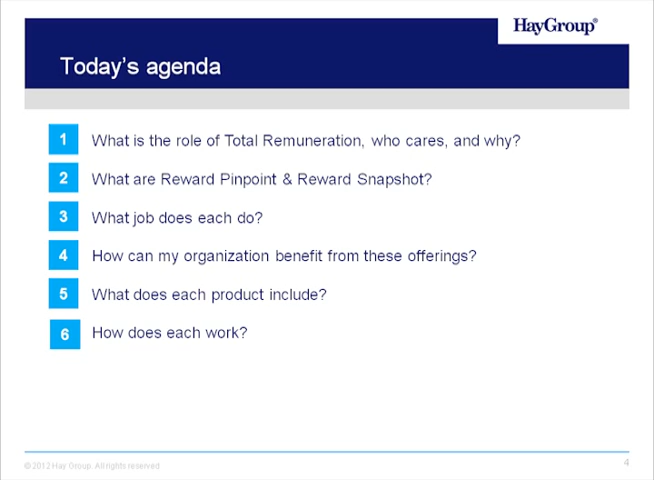 HayGroup®
Today's agenda
1 What is the role of Total Remuneration, who cares, and why?
2 What are Reward Pinpoint & Reward Snapshot?
3 What job does each do?
4 How can my organization benefit from these offerings?
5 What does each product include?
6 How does each work?
© 2012 Hay Group. All rights reserved
4